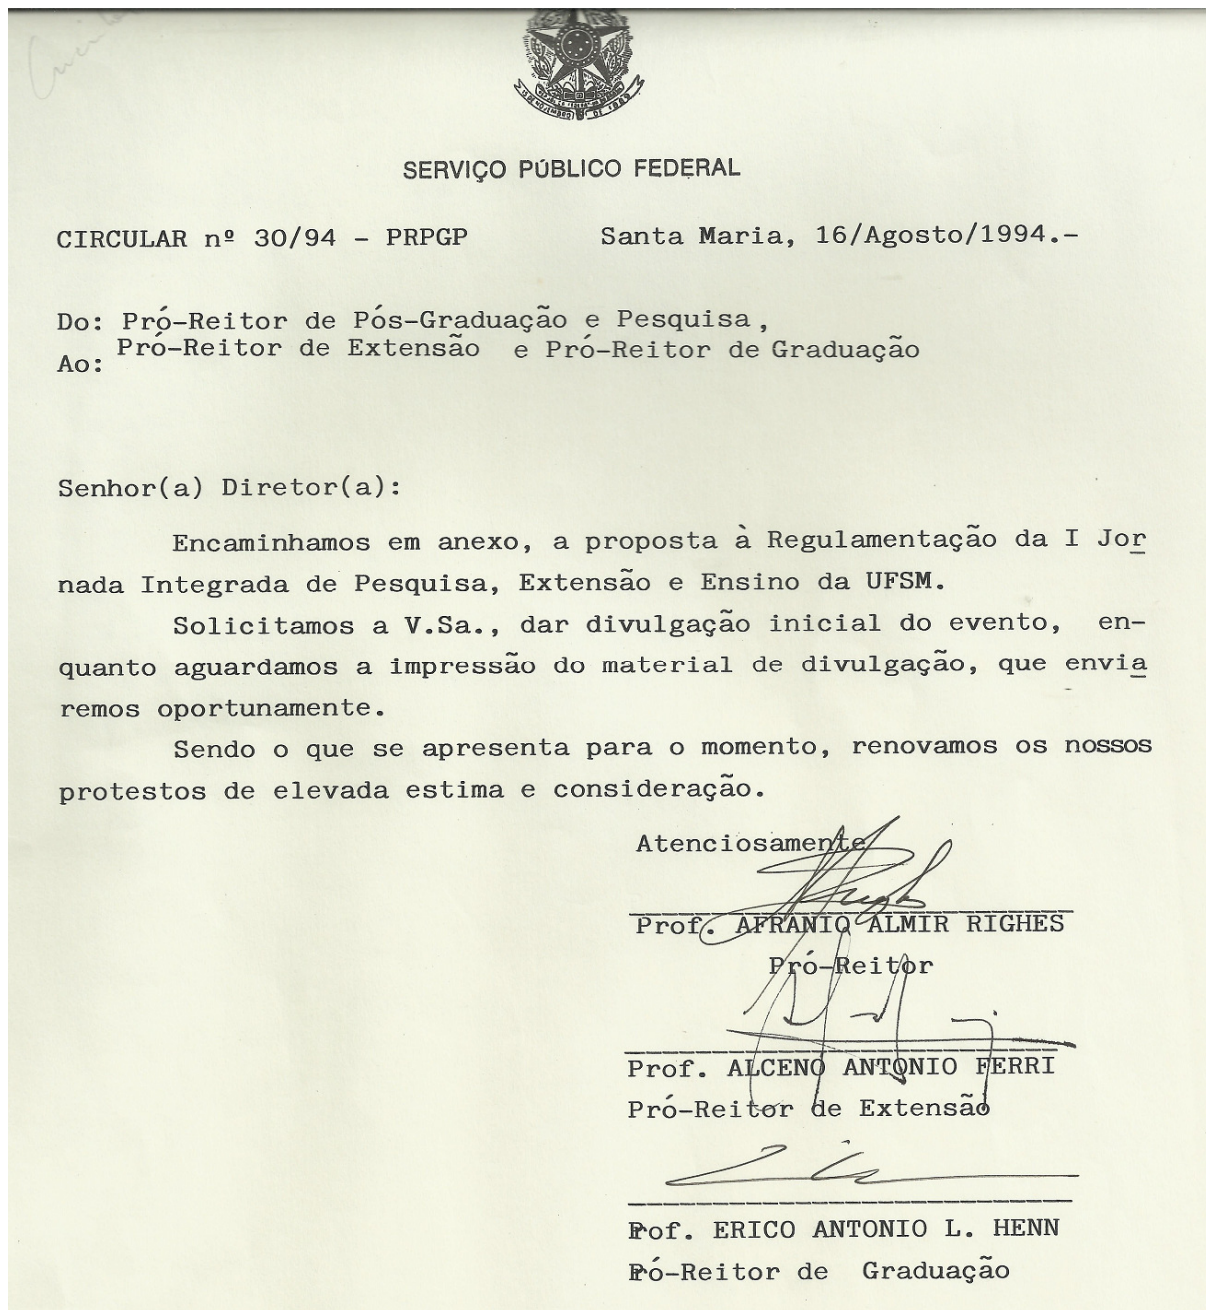 SERVIÇO PÚBLICO FEDERAL
CIRCULAR nº 30/94 - PRPGP Santa Maria, 16/Agosto/1994.-
Do: Pró-Reitor de Pós-Graduação e Pesquisa,
Pró-Reitor de Extensão e Pró-Reitor de Graduação
Ao:
Senhor(a) Diretor(a):
Encaminhamos em anexo, a proposta à Regulamentação da I Jor
nada Integrada de Pesquisa, Extensão e Ensino da UFSM.
Solicitamos a V.Sa., dar divulgação inicial do evento, en-
quanto aguardamos a impressão do material de divulgação, que envia
remos oportunamente.
Sendo o que se apresenta para o momento, renovamos os nossos
protestos de elevada estima e consideração.
Atenciosamente
Prof. AFRANIO ALMIR RIGHES
Pró-Reitor
Prof. ALCENO ANTONIO FERRI
Pró-Reitor de Extensão
Prof. ERICO ANTONIO L. HENN
Pró-Reitor de Graduação